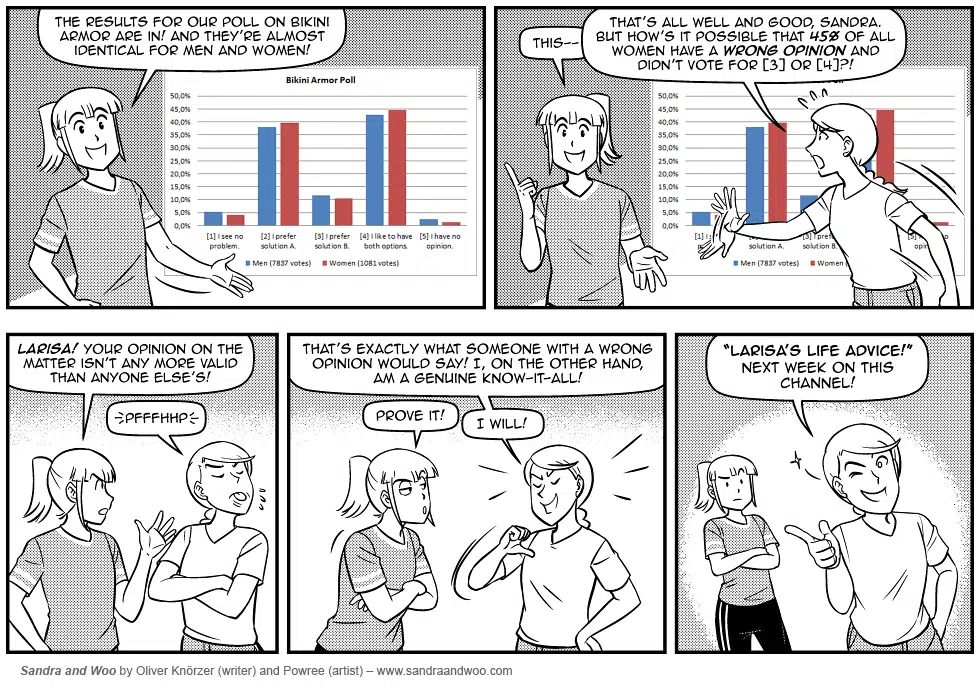 THE RESULTS FOR OUR POLL ON BIKINI
ARMOR ARE IN! AND THEY'RE ALMOST
IDENTICAL FOR MEN AND WOMEN!
Bikini Armor Poll
50,0%
45,0%
40,0%
35,0%
30,0%
25,0%
20,0%
15,0%
10,0%
5,0%
0,0%
[1] I see no problem.
[2] I prefer solution A.
[3] I prefer solution B.
[4] I like to have both options.
[5] I have no opinion.
Men (7837 votes) Women (1081 votes)
THIS--
THAT'S ALL WELL AND GOOD, SANDRA.
BUT HOW'S IT POSSIBLE THAT 45% OF ALL
WOMEN HAVE A WRONG OPINION AND
DIDN'T VOTE FOR [3] OR [4]?!
50,0%
45,0%
40,0%
35,0%
30,0%
25,0%
20,0%
15,0%
10,0%
5,0%
0,0%
solution A.
Men (7837 votes)
LARISA! YOUR OPINION ON THE
MATTER ISN'T ANY MORE VALID
THAN ANYONE ELSE'S!
PFFFHHP
THAT'S EXACTLY WHAT SOMEONE WITH A WRONG
OPINION WOULD SAY! I, ON THE OTHER HAND,
AM A GENUINE KNOW-IT-ALL!
PROVE IT!
I WILL!
"LARISA'S LIFE ADVICE!"
NEXT WEEK ON THIS
CHANNEL!
Sandra and Woo by Oliver Knörzer (writer) and Powree (artist) – www.sandraandwoo.com